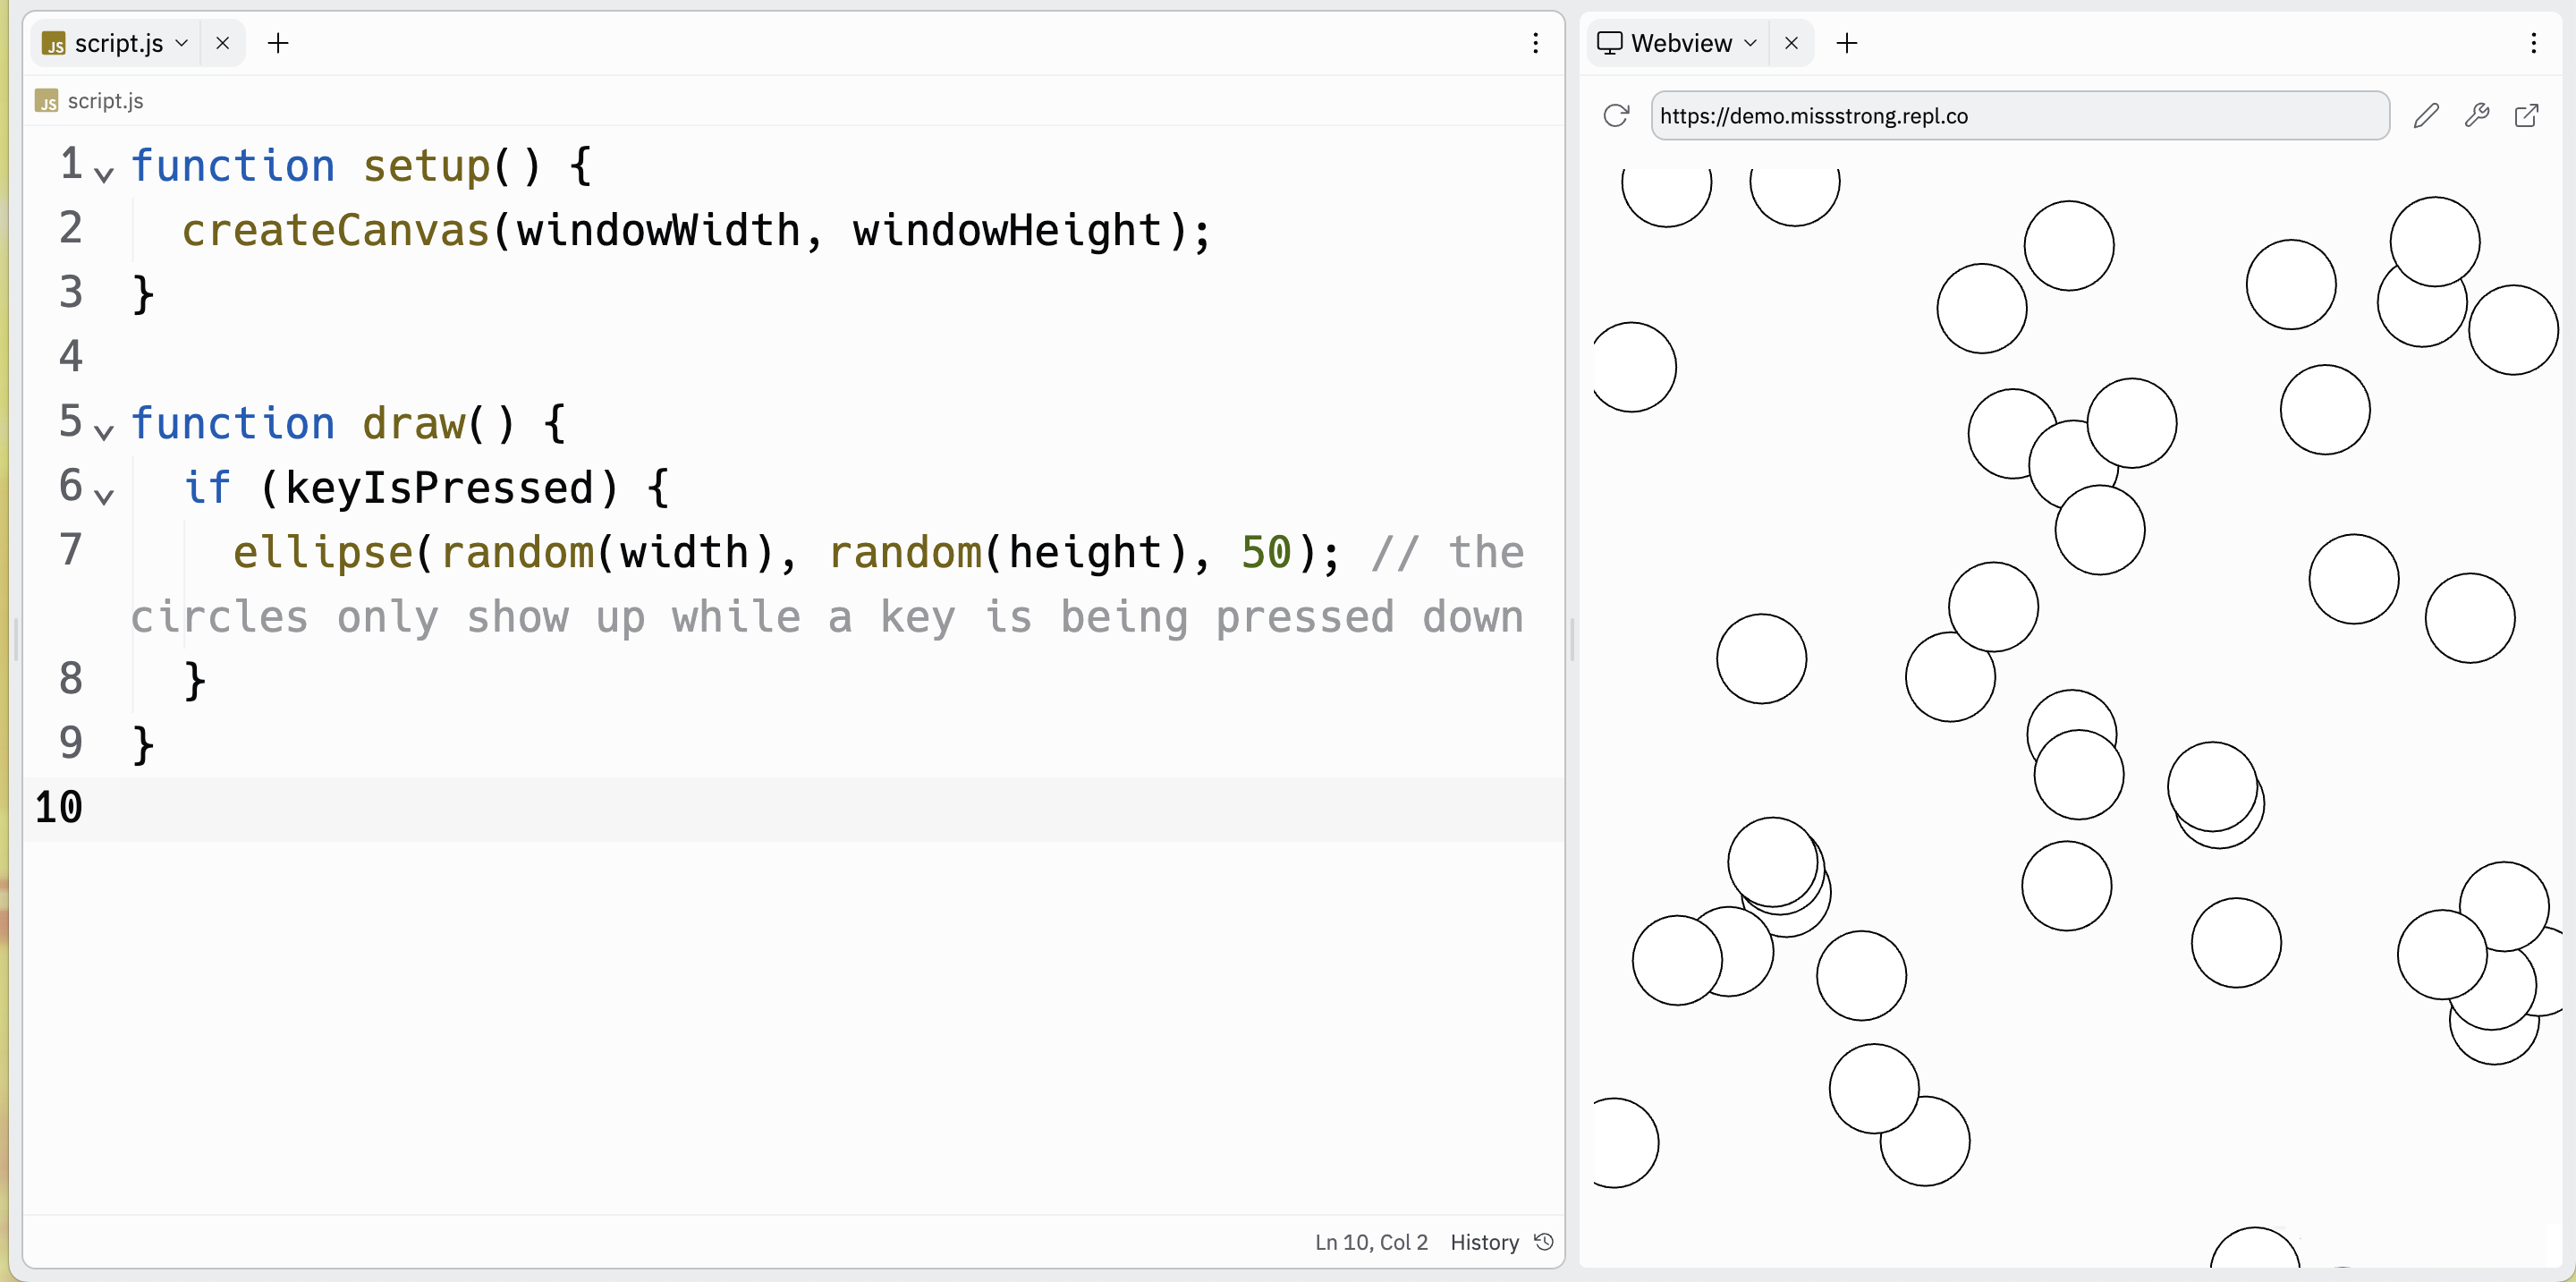 JS script.js
JS script.js
1 function setup() {
2   createCanvas(windowWidth, windowHeight);
3 }
4
5 function draw() {
6   if (keyIsPressed) {
7     ellipse(random(width), random(height), 50); // the
circles only show up while a key is being pressed down
8   }
9 }
10
Ln 10, Col 2 History
Webview
https://demo.missstrong.repl.co